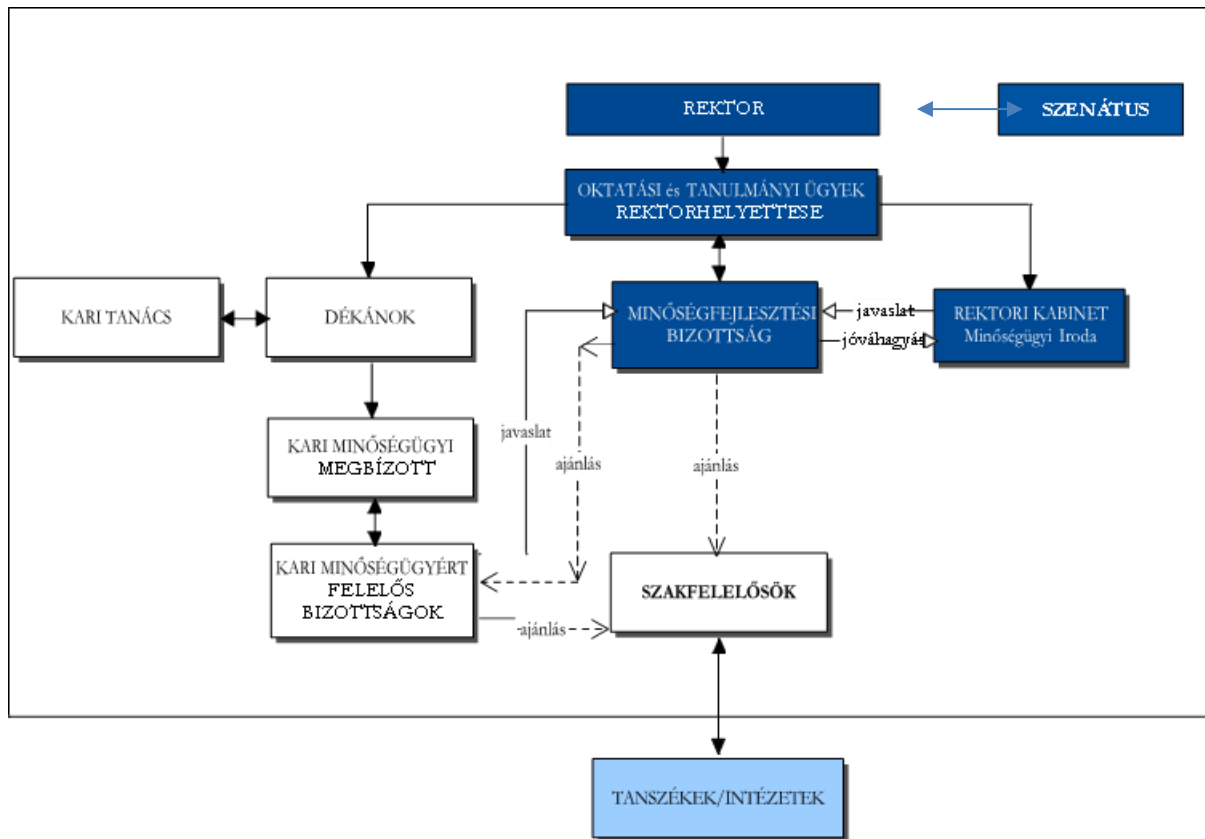 REKTOR
SZENÁTUS
OKTATÁSI és TANULMÁNYI ÜGYEK
REKTORHELYETTESE
KARI TANÁCS
DÉKÁNOK
MINŐSÉGFEJLESZTÉSI
BIZOTTSÁG
javaslat
jóváhagyás
REKTORI KABINET
Minőségügyi Iroda
KARI MINŐSÉGÜGYI
MEGBÍZOTT
javaslat
ajánlás
ajánlás
KARI MINŐSÉGÜGYÉRT
FELELŐS
BIZOTTSÁGOK
SZAKFELELŐSÖK
ajánlás
TANSZÉKEK/INTÉZETEK